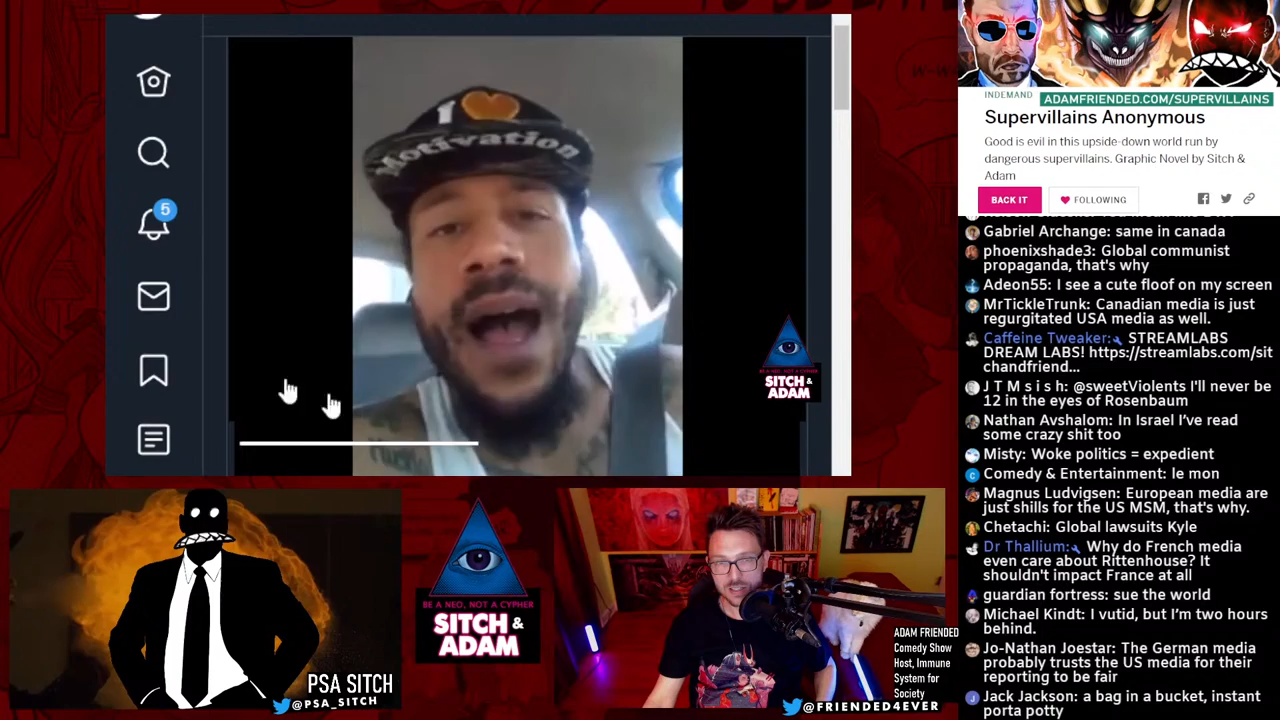 I
Motivation
5
BE A NEO, NOT A CYPHER
SITCH &
ADAM
INDEMAND
ADAMFRIENDED.COM/SUPERVILLAINS
Supervillains Anonymous
Good is evil in this upside-down world run by
dangerous supervillains. Graphic Novel by Sitch &
Adam
BACK IT
FOLLOWING
Gabriel Archange: same in canada
phoenixshade3: Global communist
propaganda, that's why
Adeon55: I see a cute floof on my screen
MrTickleTrunk: Canadian media is just
regurgitated USA media as well.
Caffeine Tweaker: STREAMLABS
DREAM LABS! https://streamlabs.com/sit
chandfriend...
J T M s i s h: @sweetViolents I'll never be
12 in the eyes of Rosenbaum
Nathan Avshalom: In Israel I've read
some crazy shit too
Misty: Woke politics = expedient
Comedy & Entertainment: le mon
Magnus Ludvigsen: European media are
just shills for the US MSM, that's why.
Chetachi: Global lawsuits Kyle
Dr Thallium: Why do French media
even care about Rittenhouse? It
shouldn't impact France at all
guardian fortress: sue the world
Michael Kindt: I vutid, but I'm two hours
behind.
Jo-Nathan Joestar: The German media
probably trusts the US media for their
reporting to be fair
Jack Jackson: a bag in a bucket, instant
porta potty
PSA SITCH
@PSA_SITCH
BE A NEO, NOT A CYPHER
SITCH &
ADAM
ADAM FRIENDED
Comedy Show
Host, Immune
System for
Society
@FRIENDED4EVER